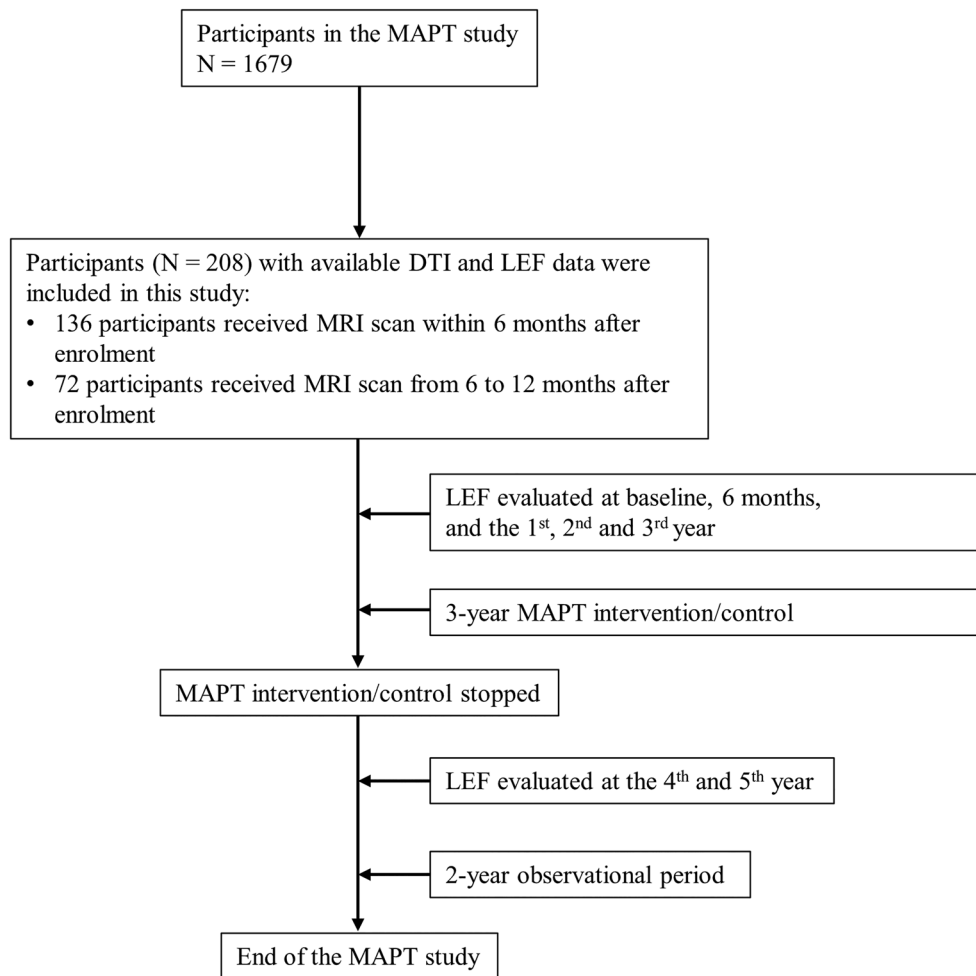 Participants in the MAPT study
N = 1679
Participants (N = 208) with available DTI and LEF data were
included in this study:
• 136 participants received MRI scan within 6 months after
enrolment
• 72 participants received MRI scan from 6 to 12 months after
enrolment
LEF evaluated at baseline, 6 months,
and the 1st, 2nd and 3rd year
3-year MAPT intervention/control
MAPT intervention/control stopped
LEF evaluated at the 4th and 5th year
2-year observational period
End of the MAPT study